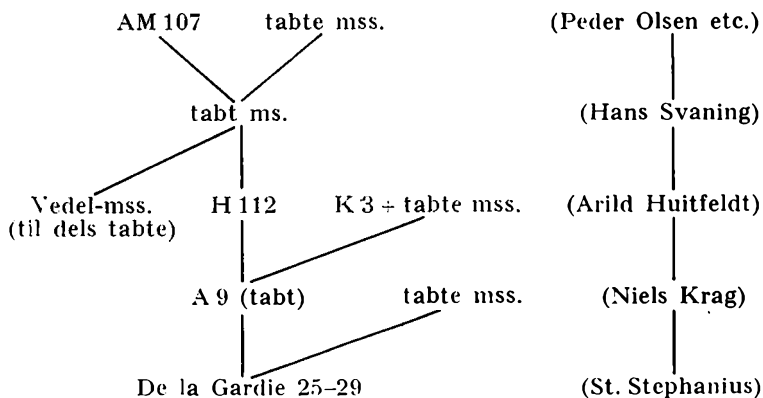 AM 107 tabte mss. (Peder Olsen etc.)
tabt ms. (Hans Svaning)
Vedel-mss. H 112 K 3 + tabte mss. (Arild Huitfeldt)
(til dels tabte)
A 9 (tabt) tabte mss. (Niels Krag)
De la Gardie 25–29 (St. Stephanius)